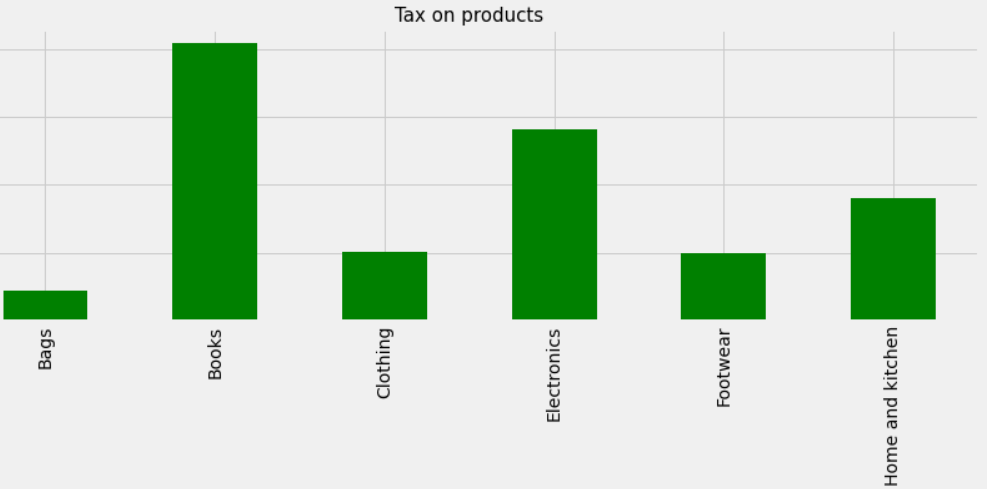 Tax on products
Bags
Books
Clothing
Electronics
Footwear
Home and kitchen